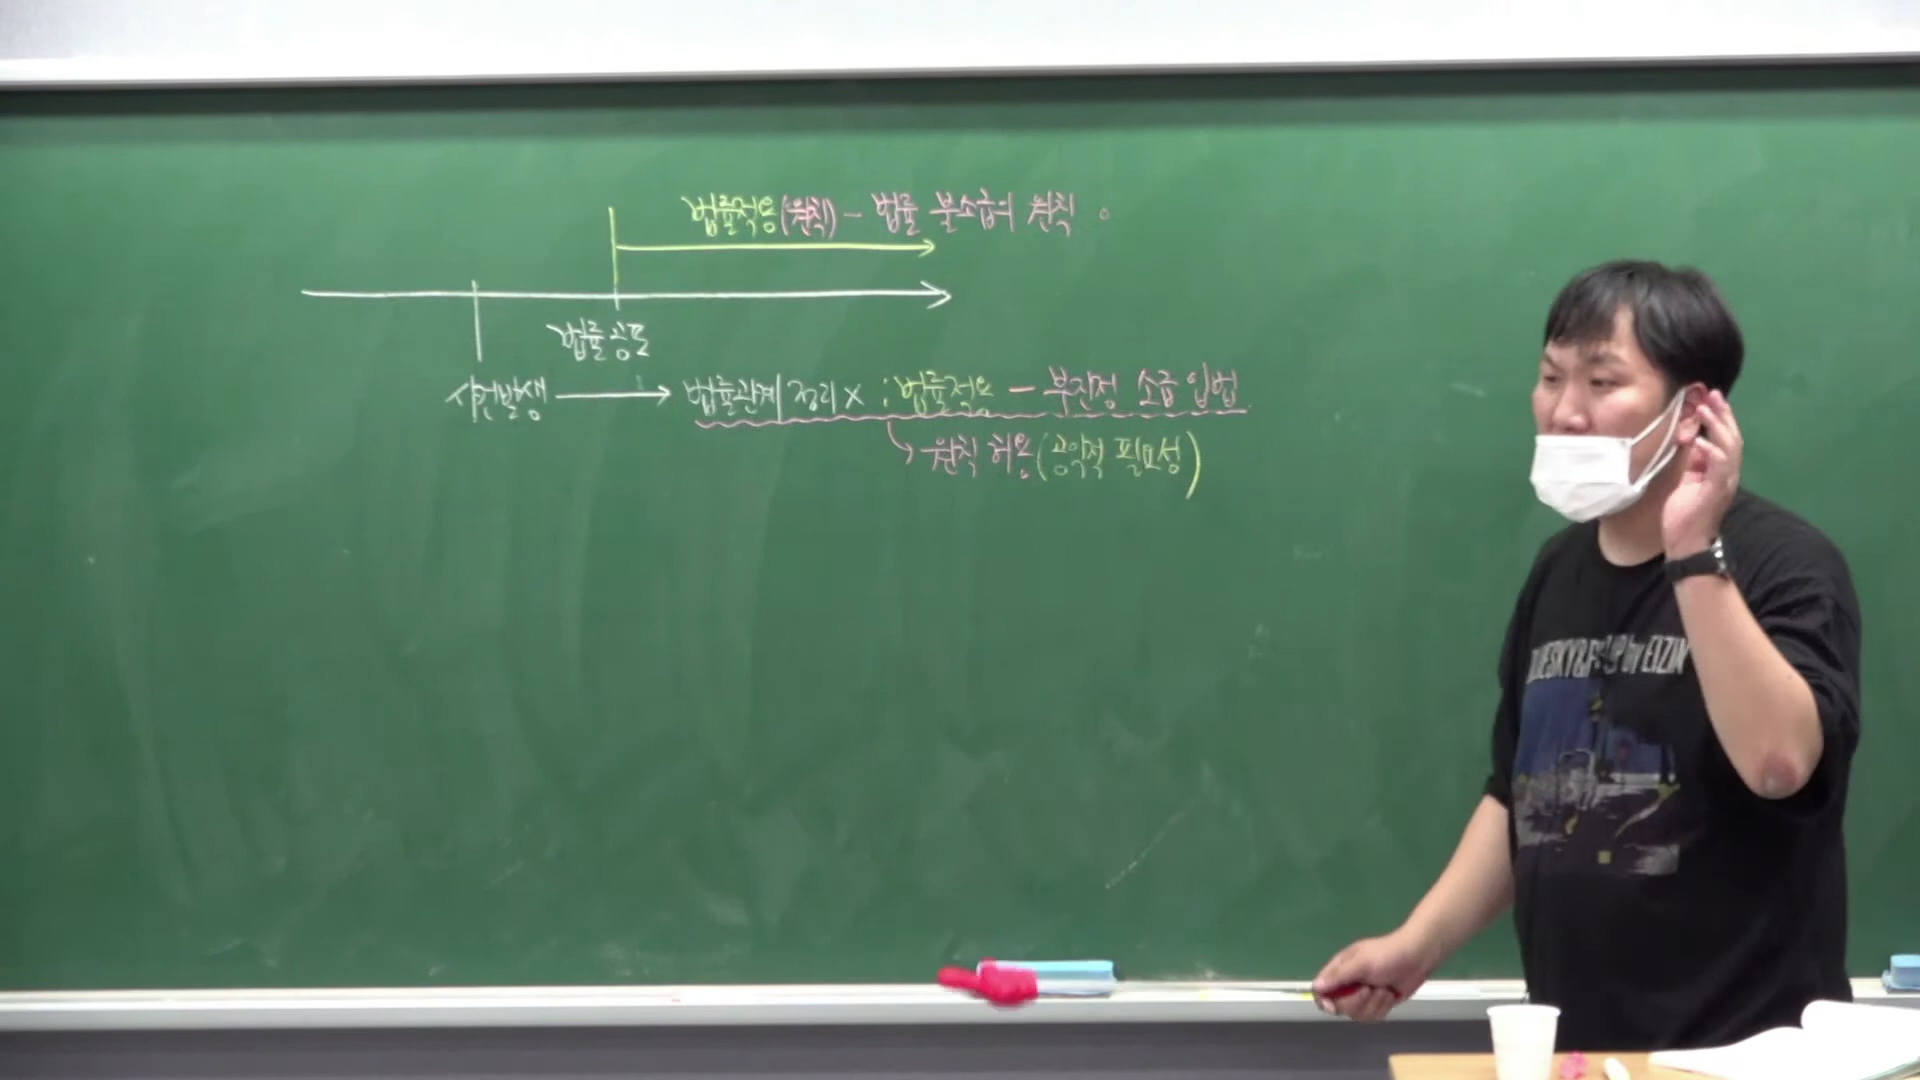 법률적용(원칙) - 법률 불소급의 원칙
법률공포
사건발생 → 법률관계 정리 x : 법률적용 - 부진정 소급 입법
↳ 원칙 허용 (공익적 필요성)